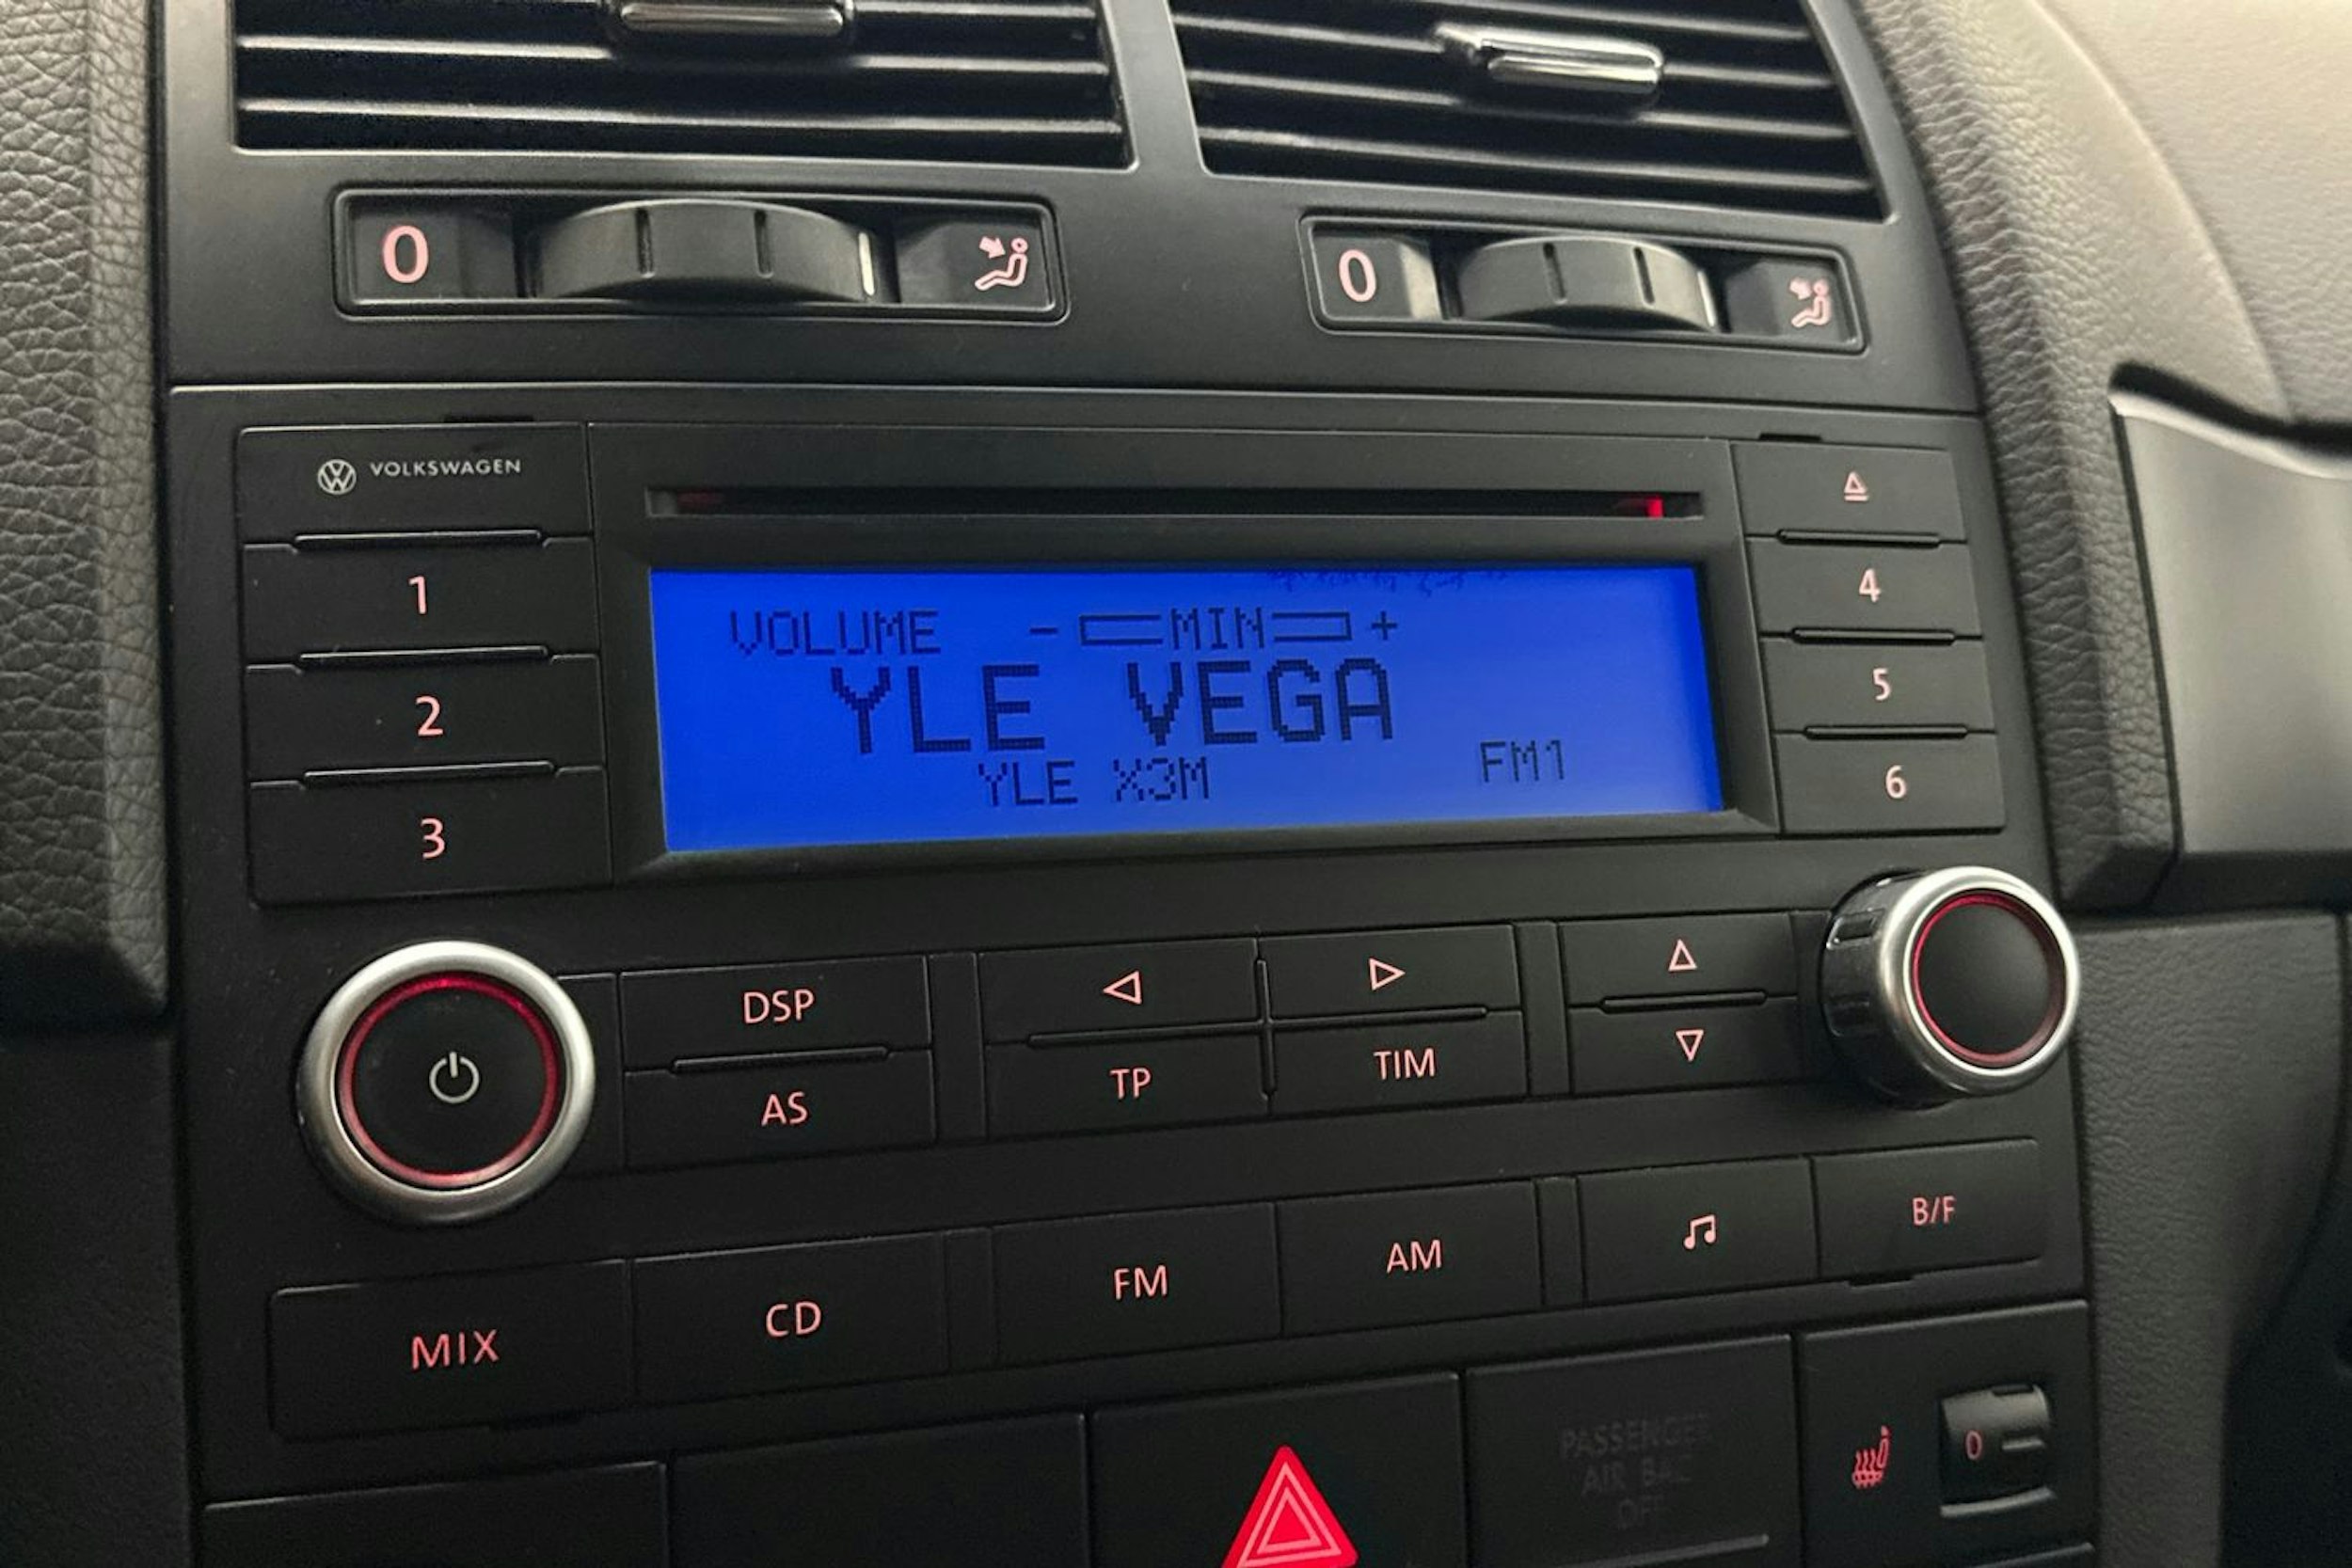 0
0
VOLKSWAGEN
1
2
3
VOLUME - MIN +
YLE VEGA
YLE X3M FM1
4
5
6
DSP
AS
TP
TIM
MIX
CD
FM
AM
B/F
PASSENGER
AIR BAG
OFF
0